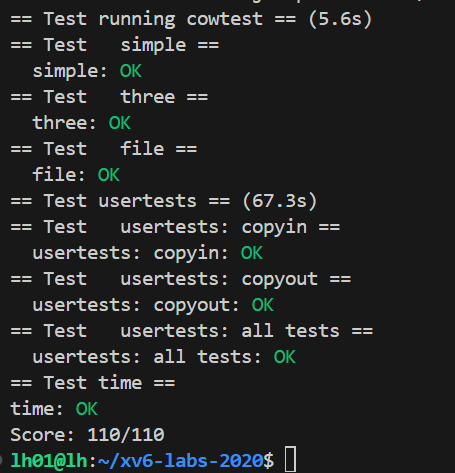 == Test running cowtest == (5.6s)
== Test   simple ==
  simple: OK
== Test   three ==
  three: OK
== Test   file ==
  file: OK
== Test usertests == (67.3s)
== Test   usertests: copyin ==
  usertests: copyin: OK
== Test   usertests: copyout ==
  usertests: copyout: OK
== Test   usertests: all tests ==
  usertests: all tests: OK
== Test time ==
time: OK
Score: 110/110
lh01@lh:~/xv6-labs-2020$